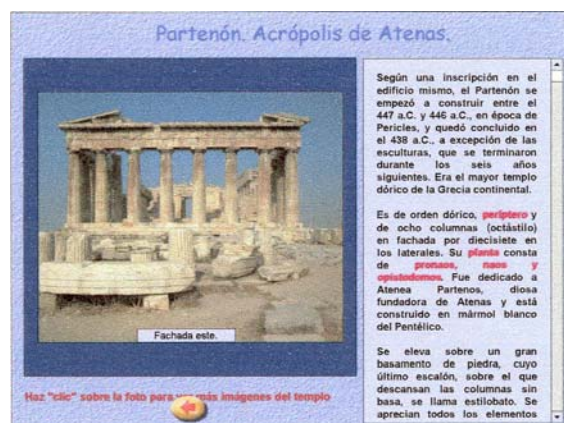 Partenón. Acrópolis de Atenas.
Según una inscripción en el
edificio mismo, el Partenón se
empezó a construir entre el
447 a.C. y 446 a.C., en época de
Pericles, y quedó concluido en
el 438 a.C., a excepción de las
esculturas, que se terminaron
durante los seis años
siguientes. Era el mayor templo
dórico de la Grecia continental.
Es de orden dórico, períptero y
de ocho columnas (octástilo)
en fachada por diecisiete en
los laterales. Su planta consta
de pronaos, naos y
opistodomos. Fue dedicado a
Atenea Partenos, diosa
fundadora de Atenas y está
construido en mármol blanco
del Pentélico.
Se eleva sobre un gran
basamento de piedra, cuyo
último escalón, sobre el que
descansan las columnas sin
basa, se llama estilobato. Se
aprecian todos los elementos
Fachada este.
Haz "clic" sobre la foto para más imágenes del templo